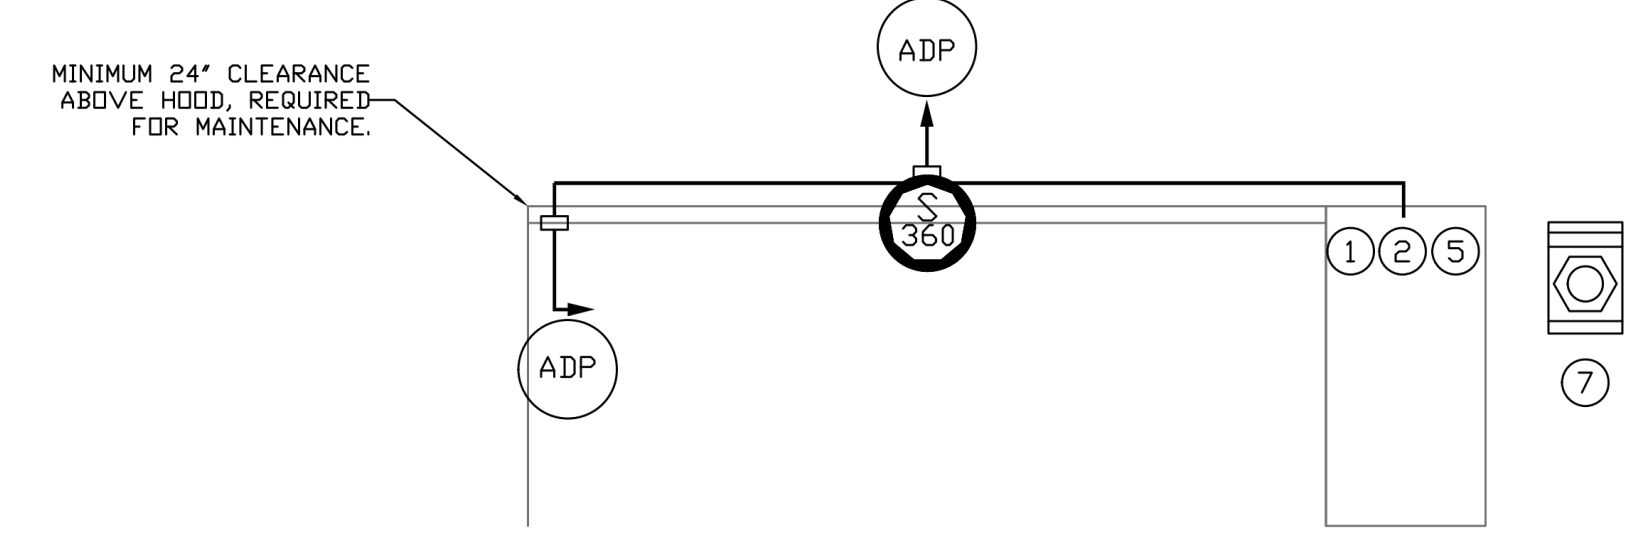 ADP
MINIMUM 24" CLEARANCE
ABOVE HOOD, REQUIRED
FOR MAINTENANCE.
S
360
1 2 5
ADP
7